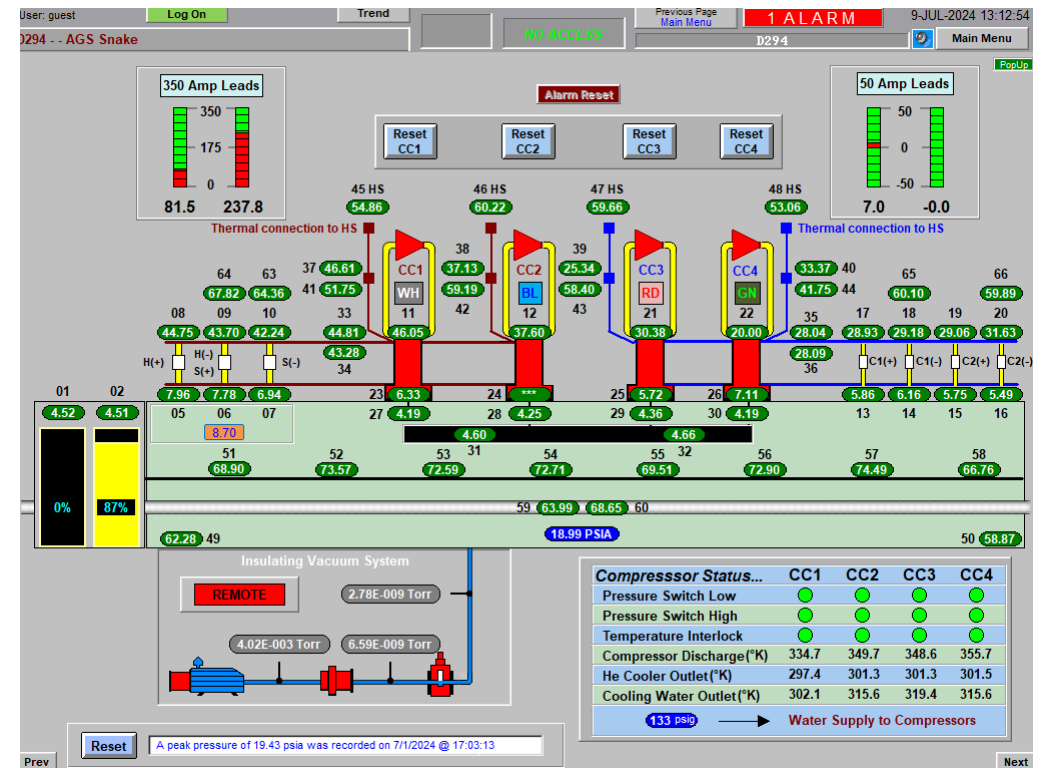 User: guest
Log On
Trend
NO ACCESS
Previous Page
Main Menu
1 ALARM
9-JUL-2024 13:12:54
D294 - - AGS Snake
D294
Main Menu
PopUp
350 Amp Leads
350
175
0
81.5 237.8
Alarm Reset
Reset CC1
Reset CC2
Reset CC3
Reset CC4
50 Amp Leads
50
0
-50
7.0 -0.0
45 HS 46 HS 47 HS 48 HS
54.86 60.22 59.66 53.06
Thermal connection to HS
Thermal connection to HS
38 39
37 46.61 CC1 37.13 CC2 25.34 CC3 CC4 33.37 40
64 63 65 66
41 51.75 WH 59.19 BL 58.40 RD GN 41.75 44
67.82 64.36 60.10 59.89
42 43
08 09 10 33 11 12 21 22 35 17 18 19 20
44.75 43.70 42.24 44.81 46.05 37.60 30.38 20.00 28.04 28.93 29.18 29.06 31.63
43.28 28.09
34 36
H(+) H(-) S(+) S(-) C1(+) C1(-) C2(+) C2(-)
7.96 7.78 6.94 23 6.33 24 *** 25 5.72 26 7.11 5.86 6.16 5.75 5.49
01 02
4.52 4.51
05 06 07 27 4.19 28 4.25 29 4.36 30 4.19 13 14 15 16
8.70
4.60 4.66
31 32
51 52 53 54 55 56 57 58
68.90 73.57 72.59 72.71 69.51 72.90 74.49 66.76
0% 87%
59 63.99 68.65 60
18.99 PSIA
62.28 49
50 58.87
Insulating Vacuum System
REMOTE
2.78E-009 Torr
4.02E-003 Torr 6.59E-009 Torr
Compresssor Status... CC1 CC2 CC3 CC4
Pressure Switch Low
Pressure Switch High
Temperature Interlock
Compressor Discharge(°K) 334.7 349.7 348.6 355.7
He Cooler Outlet(°K) 297.4 301.3 301.3 301.5
Cooling Water Outlet(°K) 302.1 315.6 319.4 315.6
133 psig Water Supply to Compressors
Reset
A peak pressure of 19.43 psia was recorded on 7/1/2024 @ 17:03:13
Prev
Next